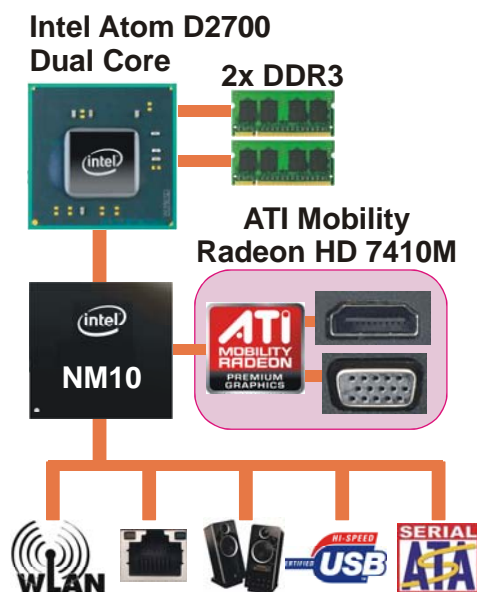 Intel Atom D2700
Dual Core
2x DDR3
intel
ATI Mobility
Radeon HD 7410M
intel
NM10
ATI
MOBILITY
RADEON
PREMIUM
GRAPHICS
WLAN
HI-SPEED
CERTIFIED
USB
SERIAL
ATA